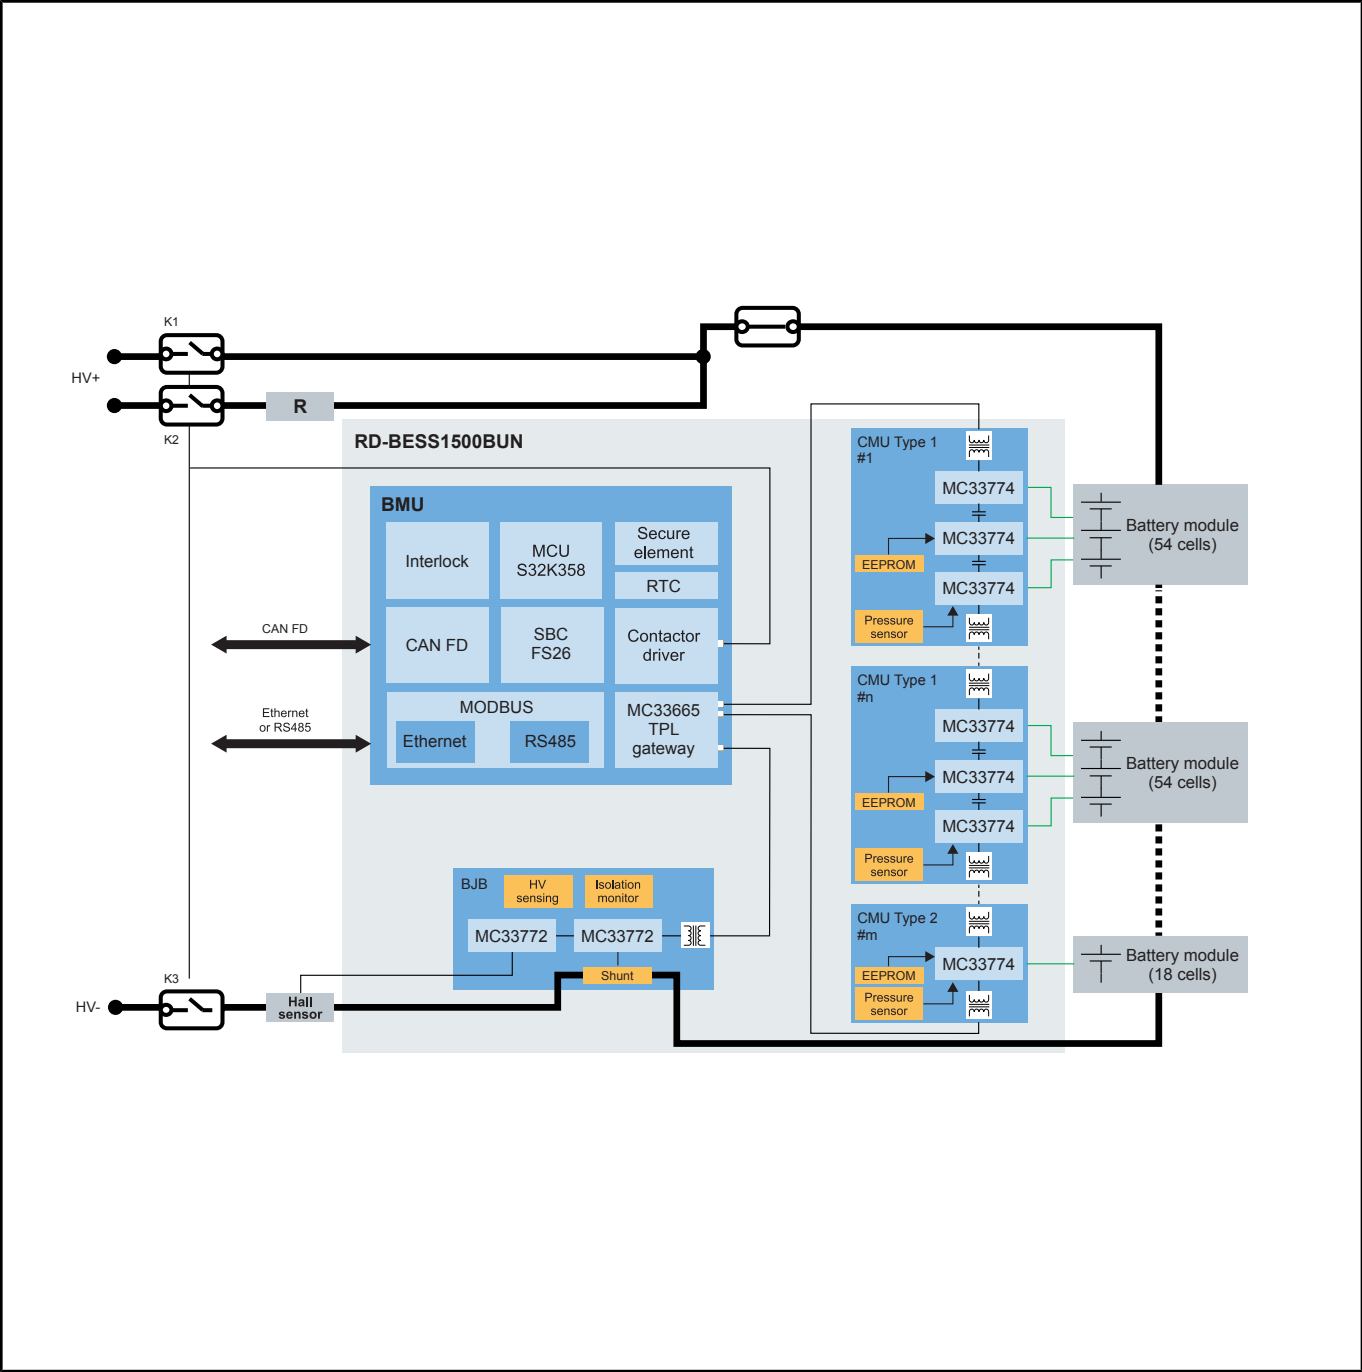 K1
HV+
R
K2
RD-BESS1500BUN
BMU
Interlock
MCU
S32K358
Secure
element
RTC
CAN FD
CAN FD
SBC
FS26
Contactor
driver
Ethernet
or RS485
MODBUS
Ethernet
RS485
MC33665
TPL
gateway
BJB
HV
sensing
Isolation
monitor
MC33772
MC33772
Shunt
K3
HV-
Hall
sensor
CMU Type 1
#1
MC33774
MC33774
EEPROM
MC33774
Pressure
sensor
Battery module
(54 cells)
CMU Type 1
#n
MC33774
MC33774
EEPROM
MC33774
Pressure
sensor
Battery module
(54 cells)
CMU Type 2
#m
MC33774
EEPROM
Pressure
sensor
Battery module
(18 cells)